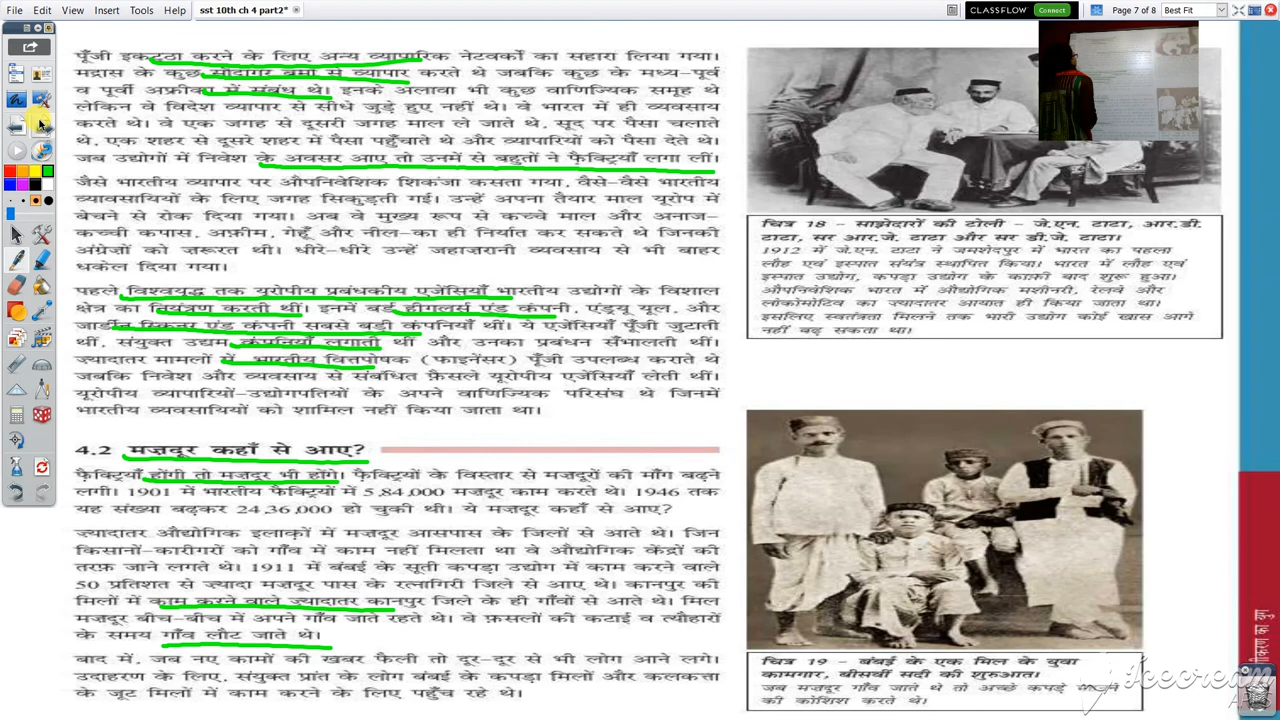 File Edit View Insert Tools Help
sst 10th ch 4 part2*
CLASSFLOW Connect
Page 7 of 8
Best Fit
पूँजी इकट्ठा करने के लिए अन्य व्यापारिक नेटवर्कों का सहारा लिया गया।
मद्रास के कुछ सौदागर बर्मा से व्यापार करते थे जबकि कुछ के मध्य-पूर्व
व पूर्वी अफ़्रीका में संबंध थे। इनके अलावा भी कुछ वाणिज्यिक समूह थे
लेकिन वे विदेश व्यापार से सीधे जुड़े हुए नहीं थे। वे भारत में ही व्यवसाय
करते थे। वे एक जगह से दूसरी जगह माल ले जाते थे, सूद पर पैसा चलाते
थे, एक शहर से दूसरे शहर में पैसा पहुँचाते थे और व्यापारियों को पैसा देते थे।
जब उद्योगों में निवेश के अवसर आए तो उनमें से बहुतों ने फ़ैक्ट्रियाँ लगा लीं।
जैसे भारतीय व्यापार पर औपनिवेशिक शिकंजा कसता गया, वैसे-वैसे भारतीय
व्यावसायियों के लिए जगह सिकुड़ती गई। उन्हें अपना तैयार माल यूरोप में
बेचने से रोक दिया गया। अब वे मुख्य रूप से कच्चे माल और अनाज-
कच्ची कपास, अफ़ीम, गेहूँ और नील-का ही निर्यात कर सकते थे जिनकी
अंग्रेज़ों को ज़रूरत थी। धीरे-धीरे उन्हें जहाज़रानी व्यवसाय से भी बाहर
धकेल दिया गया।
पहले विश्वयुद्ध तक यूरोपीय प्रबंधकीय एजेंसियाँ भारतीय उद्योगों के विशाल
क्षेत्र का नियंत्रण करती थीं। इनमें बर्ड हीगलर्स एंड कंपनी, एंड्रयू यूल, और
जार्डीन स्किनर एंड कंपनी सबसे बड़ी कंपनियाँ थीं। ये एजेंसियाँ पूँजी जुटाती
थीं, संयुक्त उद्यम कंपनियाँ लगाती थीं और उनका प्रबंधन सँभालती थीं।
ज़्यादातर मामलों में भारतीय वित्तपोषक (फाइनेंसर) पूँजी उपलब्ध कराते थे
जबकि निवेश और व्यवसाय से संबंधित फ़ैसले यूरोपीय एजेंसियाँ लेती थीं।
यूरोपीय व्यापारियों-उद्योगपतियों के अपने वाणिज्यिक परिसंघ थे जिनमें
भारतीय व्यवसायियों को शामिल नहीं किया जाता था।
4.2 मज़दूर कहाँ से आए?
फ़ैक्ट्रियाँ होंगी तो मज़दूर भी होंगे। फ़ैक्ट्रियों के विस्तार से मज़दूरों की माँग बढ़ने
लगी। 1901 में भारतीय फ़ैक्ट्रियों में 5,84,000 मज़दूर काम करते थे। 1946 तक
यह संख्या बढ़कर 24,36,000 हो चुकी थी। ये मज़दूर कहाँ से आए?
ज़्यादातर औद्योगिक इलाक़ों में मज़दूर आसपास के जिलों से आते थे। जिन
किसानों-कारीगरों को गाँव में काम नहीं मिलता था वे औद्योगिक केंद्रों की
तरफ़ जाने लगते थे। 1911 में बंबई के सूती कपड़ा उद्योग में काम करने वाले
50 प्रतिशत से ज़्यादा मज़दूर पास के रत्नागिरी जिले से आए थे। कानपुर की
मिलों में काम करने वाले ज़्यादातर कानपुर जिले के ही गाँवों से आते थे। मिल
मज़दूर बीच-बीच में अपने गाँव जाते रहते थे। वे फ़सलों की कटाई व त्यौहारों
के समय गाँव लौट जाते थे।
बाद में, जब नए कामों की खबर फैली तो दूर-दूर से भी लोग आने लगे।
उदाहरण के लिए, संयुक्त प्रांत के लोग बंबई के कपड़ा मिलों और कलकत्ता
के जूट मिलों में काम करने के लिए पहुँच रहे थे।
चित्र 18 - साझेदारों की टोली - जे.एन. टाटा, आर.डी.
टाटा, सर आर.जे. टाटा और सर डी.जे. टाटा।
1912 में जे.एन. टाटा ने जमशेदपुर में भारत का पहला
लौह एवं इस्पात संयंत्र स्थापित किया। भारत में लौह एवं
इस्पात उद्योग, कपड़ा उद्योग के काफ़ी बाद शुरू हुआ।
औपनिवेशिक भारत में औद्योगिक मशीनरी, रेलवे और
लोकोमोटिव का ज़्यादातर आयात ही किया जाता था।
इसलिए स्वतंत्रता मिलने तक भारी उद्योग कोई खास आगे
नहीं बढ़ सकता था।
चित्र 19 - बंबई के एक मिल के युवा
कामगार, बीसवीं सदी की शुरुआत।
जब मज़दूर गाँव जाते थे तो अच्छे कपड़े
की कोशिश करते थे।
का युग
Icecream